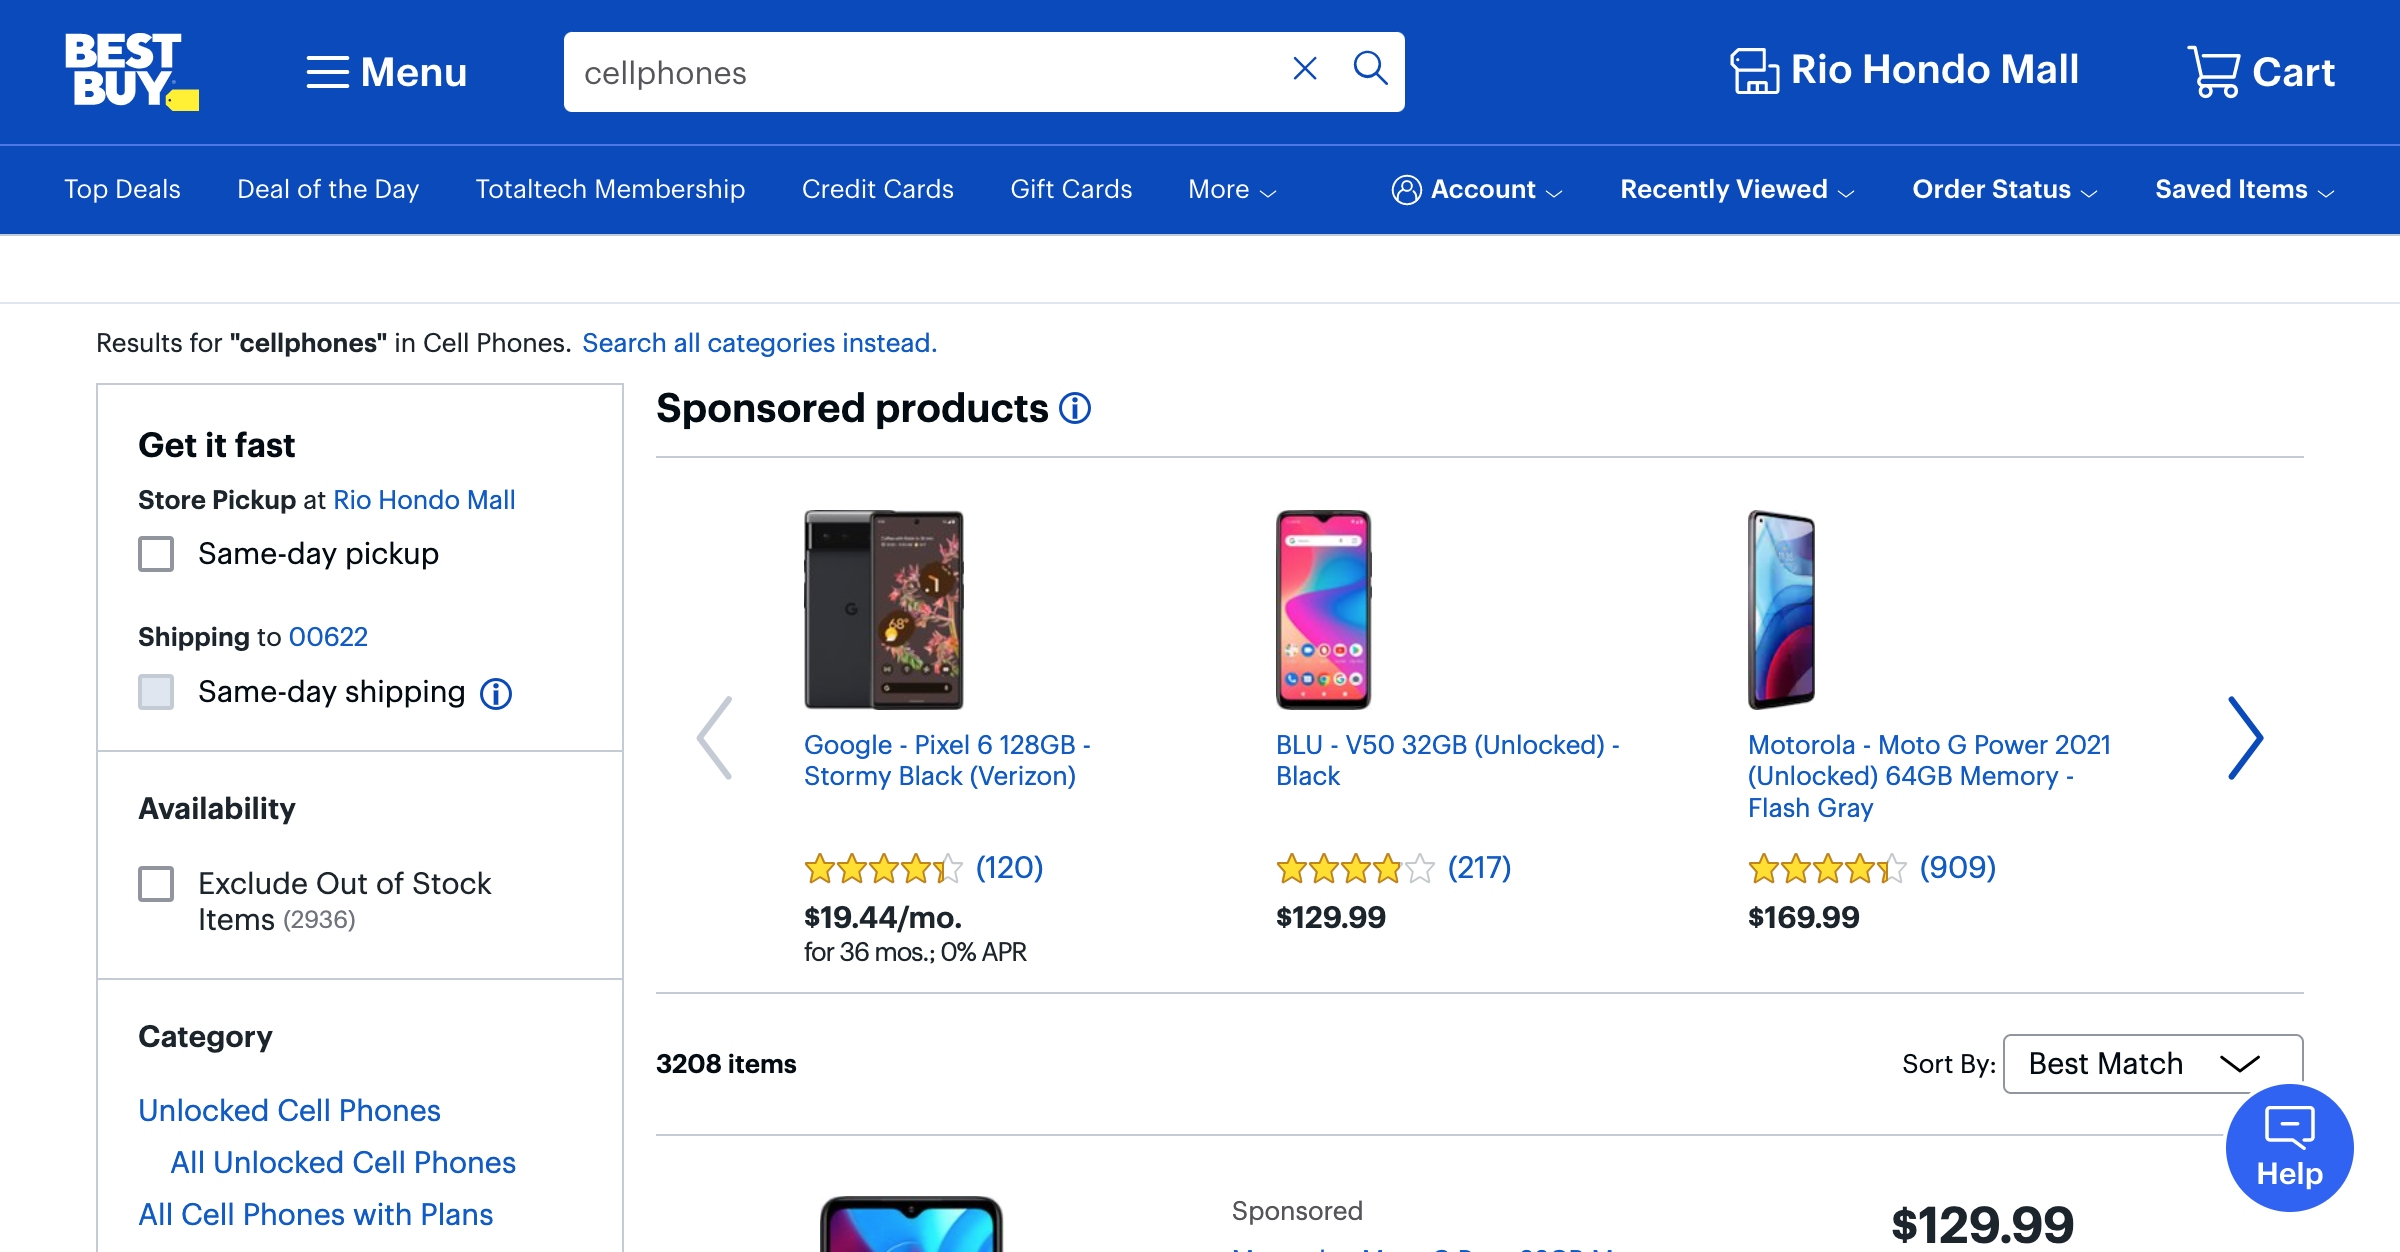 BEST BUY
Menu
cellphones
Rio Hondo Mall
Cart
Top Deals
Deal of the Day
Totaltech Membership
Credit Cards
Gift Cards
More
Account
Recently Viewed
Order Status
Saved Items
Results for "cellphones" in Cell Phones. Search all categories instead.
Get it fast
Store Pickup at Rio Hondo Mall
Same-day pickup
Shipping to 00622
Same-day shipping
Availability
Exclude Out of Stock
Items (2936)
Category
Unlocked Cell Phones
All Unlocked Cell Phones
All Cell Phones with Plans
Sponsored products
Google - Pixel 6 128GB -
Stormy Black (Verizon)
(120)
$19.44/mo.
for 36 mos.; 0% APR
BLU - V50 32GB (Unlocked) -
Black
(217)
$129.99
Motorola - Moto G Power 2021
(Unlocked) 64GB Memory -
Flash Gray
(909)
$169.99
3208 items
Sort By: Best Match
Help
Sponsored
$129.99